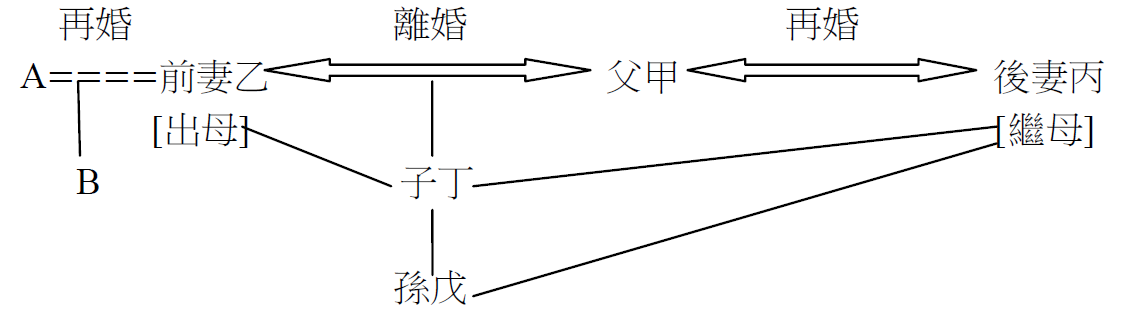 再婚 離婚 再婚
A====前妻乙 父甲 後妻丙
[出母] [繼母]
B 子丁
孫戊